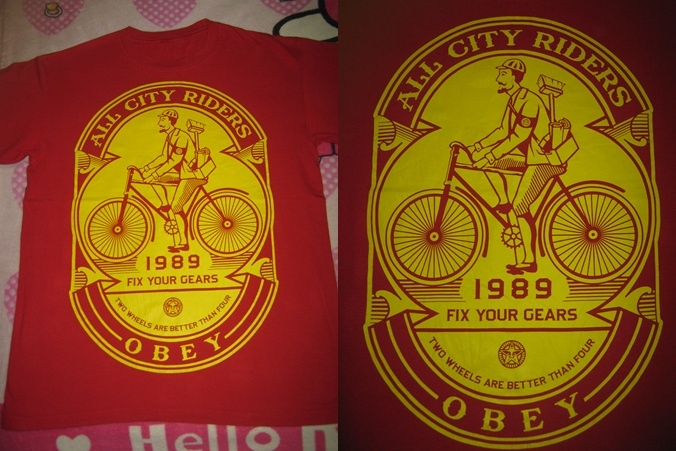 ALL CITY RIDERS
1989
FIX YOUR GEARS
TWO WHEELS ARE BETTER THAN FOUR
OBEY
Hello
ALL CITY RIDERS
1989
FIX YOUR GEARS
TWO WHEELS ARE BETTER THAN FOUR
OBEY